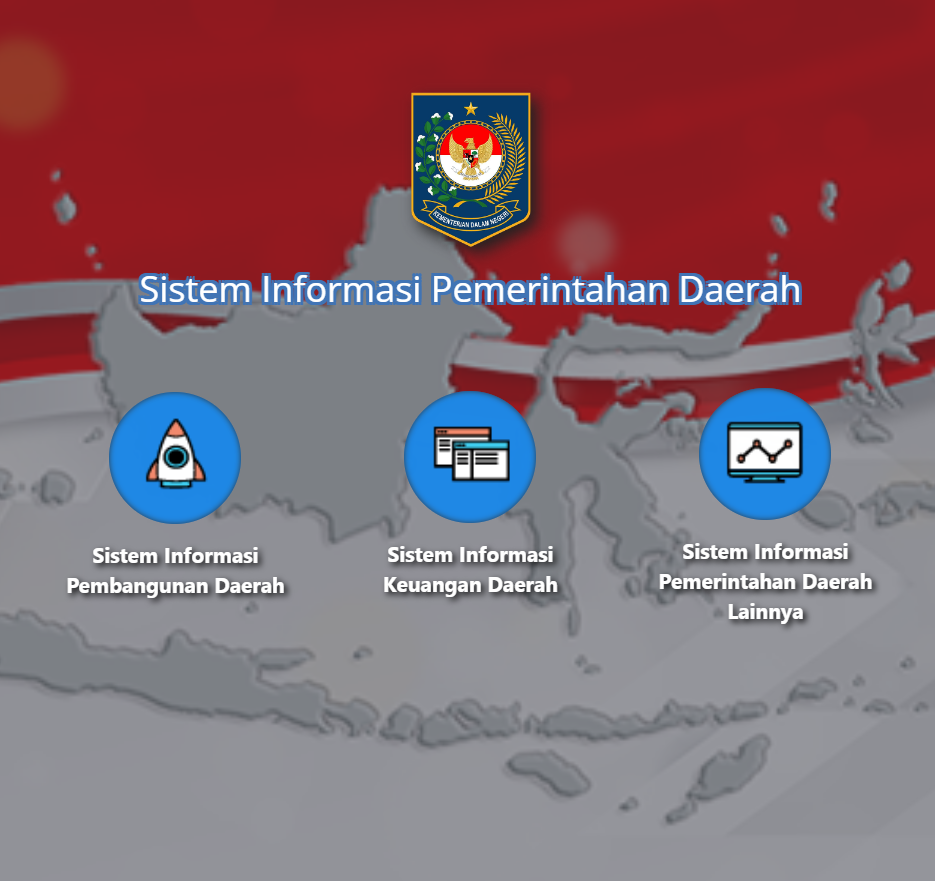 KEMENTERIAN DALAM NEGERI
Sistem Informasi Pemerintahan Daerah
Sistem Informasi
Pembangunan Daerah
Sistem Informasi
Keuangan Daerah
Sistem Informasi
Pemerintahan Daerah
Lainnya